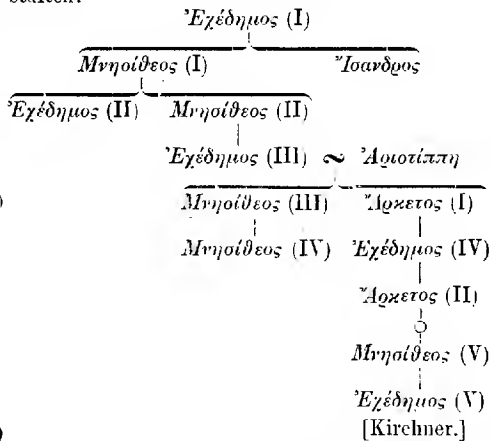 stalten:
Ἐχέδημος (I)
Μνησίθεος (I) Ἴσανδρος
Ἐχέδημος (II) Μνησίθεος (II)
Ἐχέδημος (III) ~ Ἀριστίππη
Μνησίθεος (III) Ἄρκετος (I)
Μνησίθεος (IV) Ἐχέδημος (IV)
Ἄρκετος (II)
Μνησίθεος (V)
Ἐχέδημος (V)
[Kirchner.]